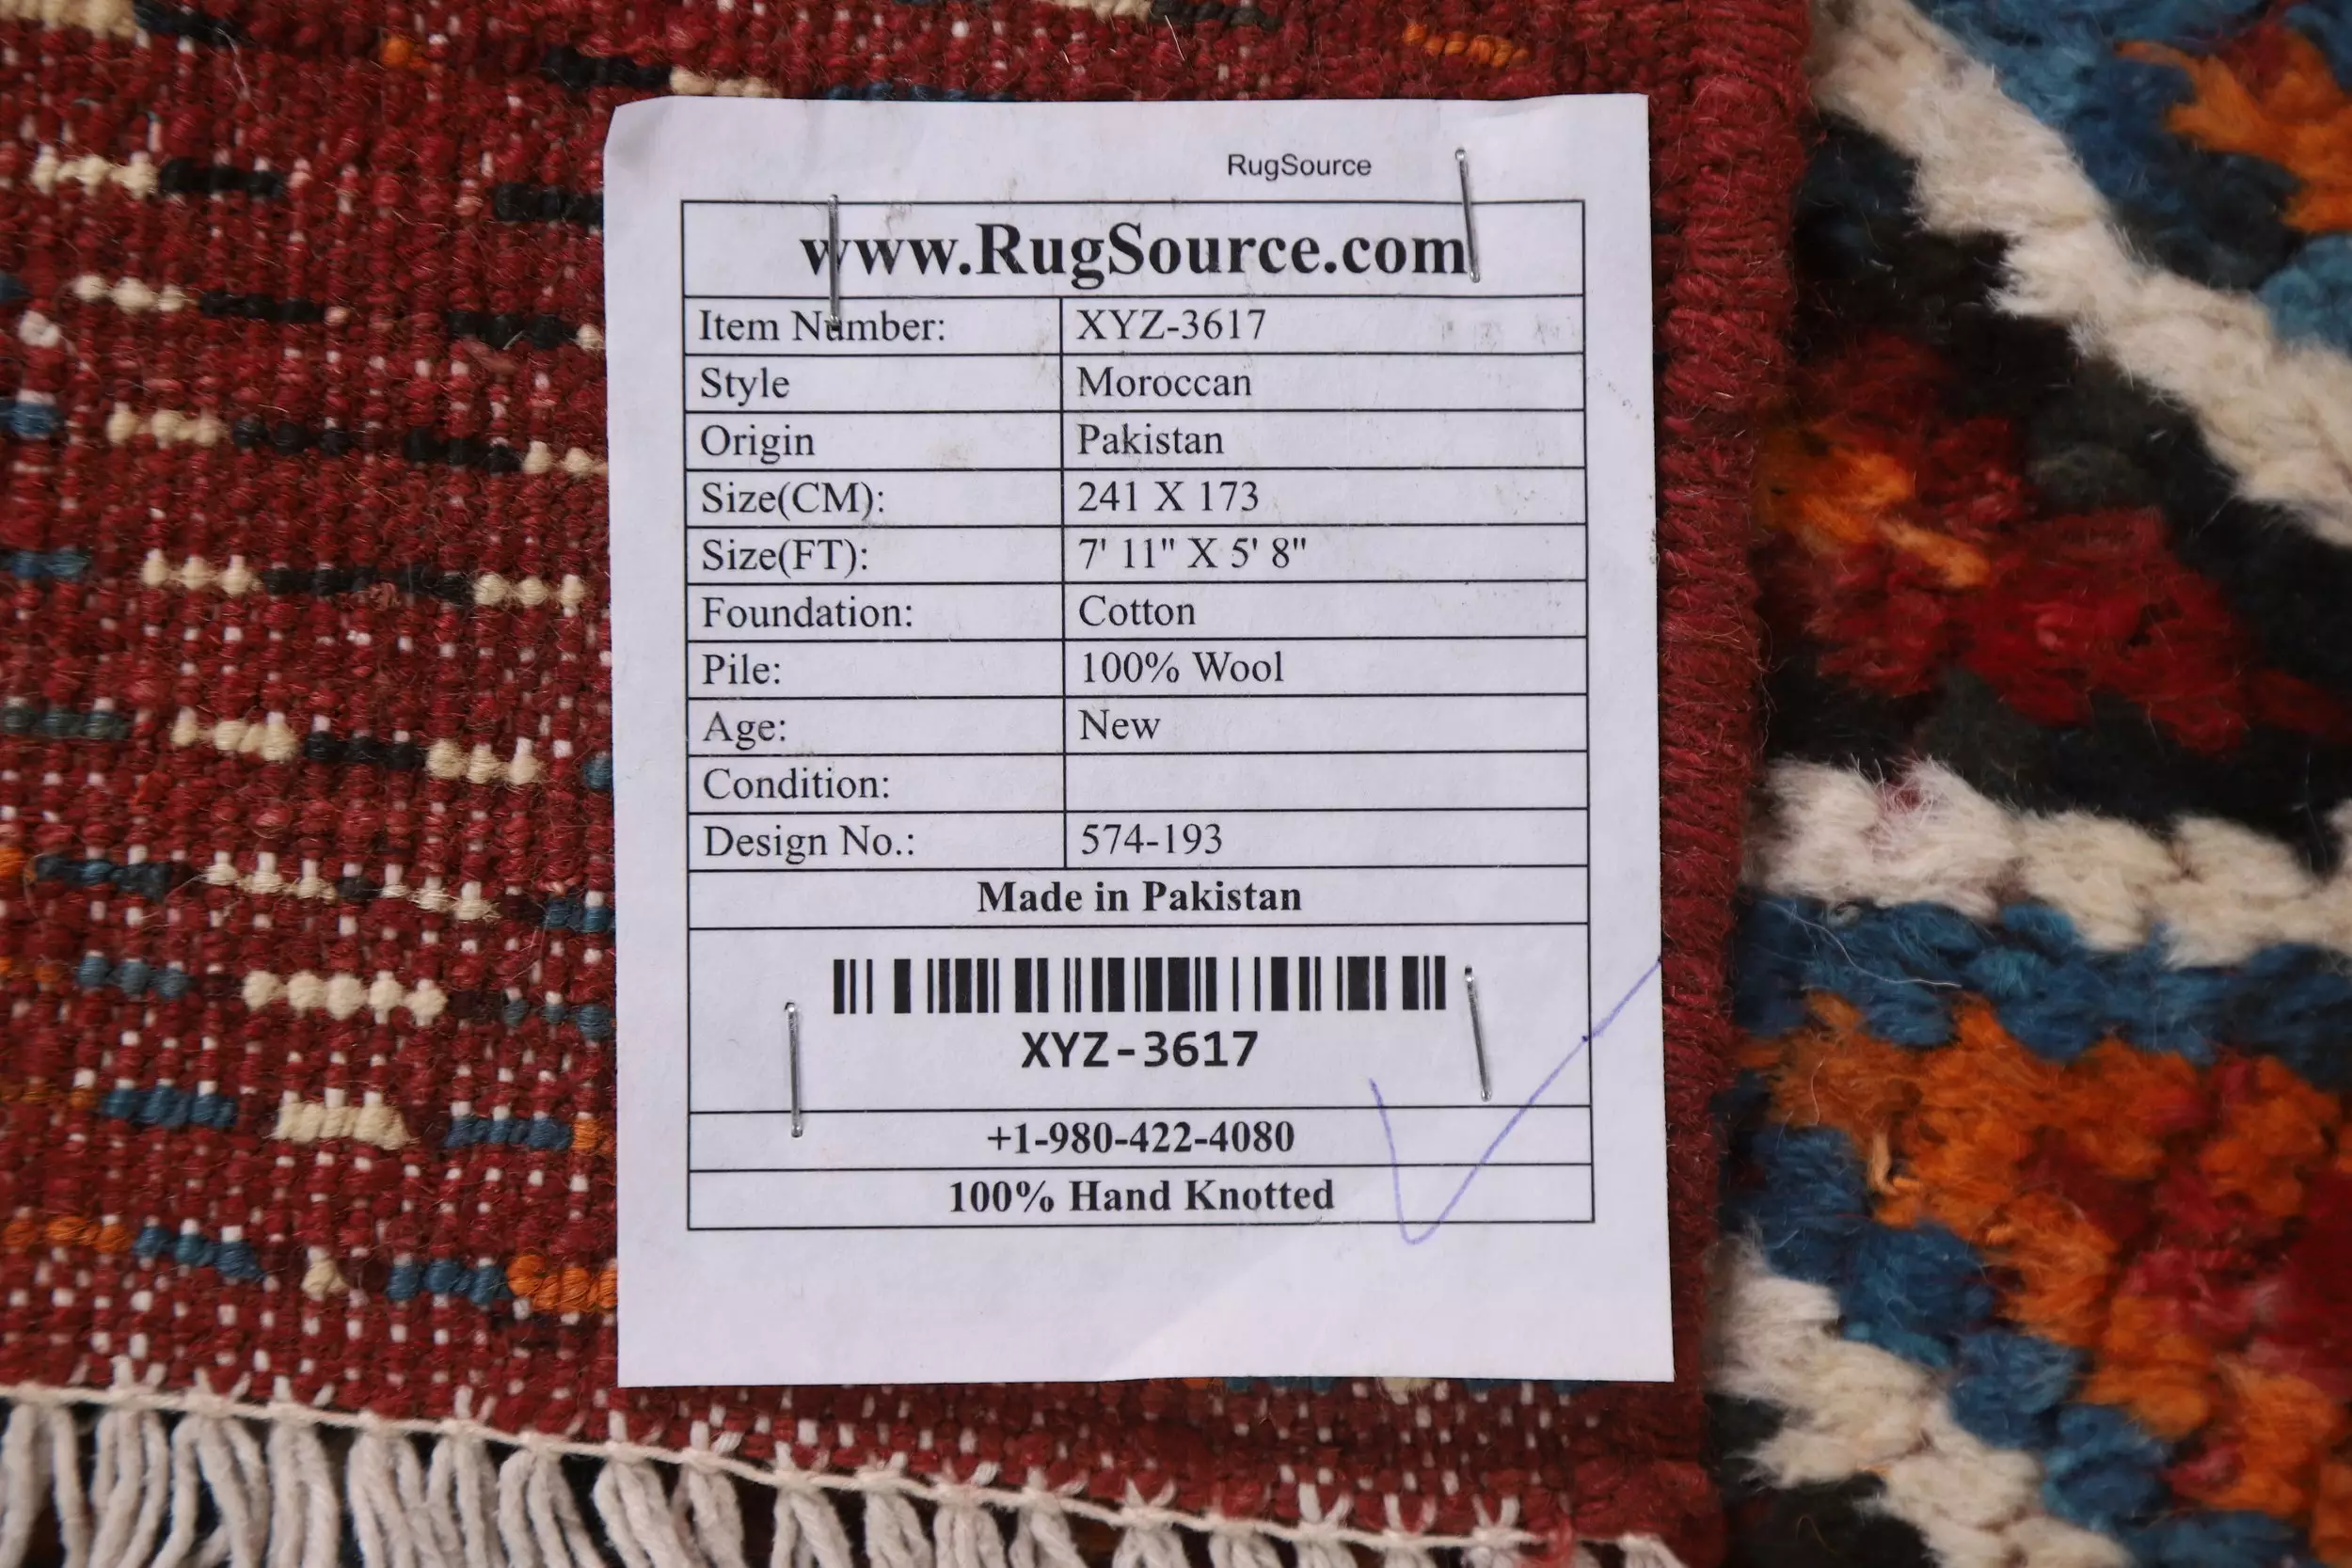 RugSource
www.RugSource.com
Item Number: XYZ-3617
Style Moroccan
Origin Pakistan
Size(CM): 241 X 173
Size(FT): 7' 11" X 5' 8"
Foundation: Cotton
Pile: 100% Wool
Age: New
Condition:
Design No.: 574-193
Made in Pakistan
XYZ-3617
+1-980-422-4080
100% Hand Knotted